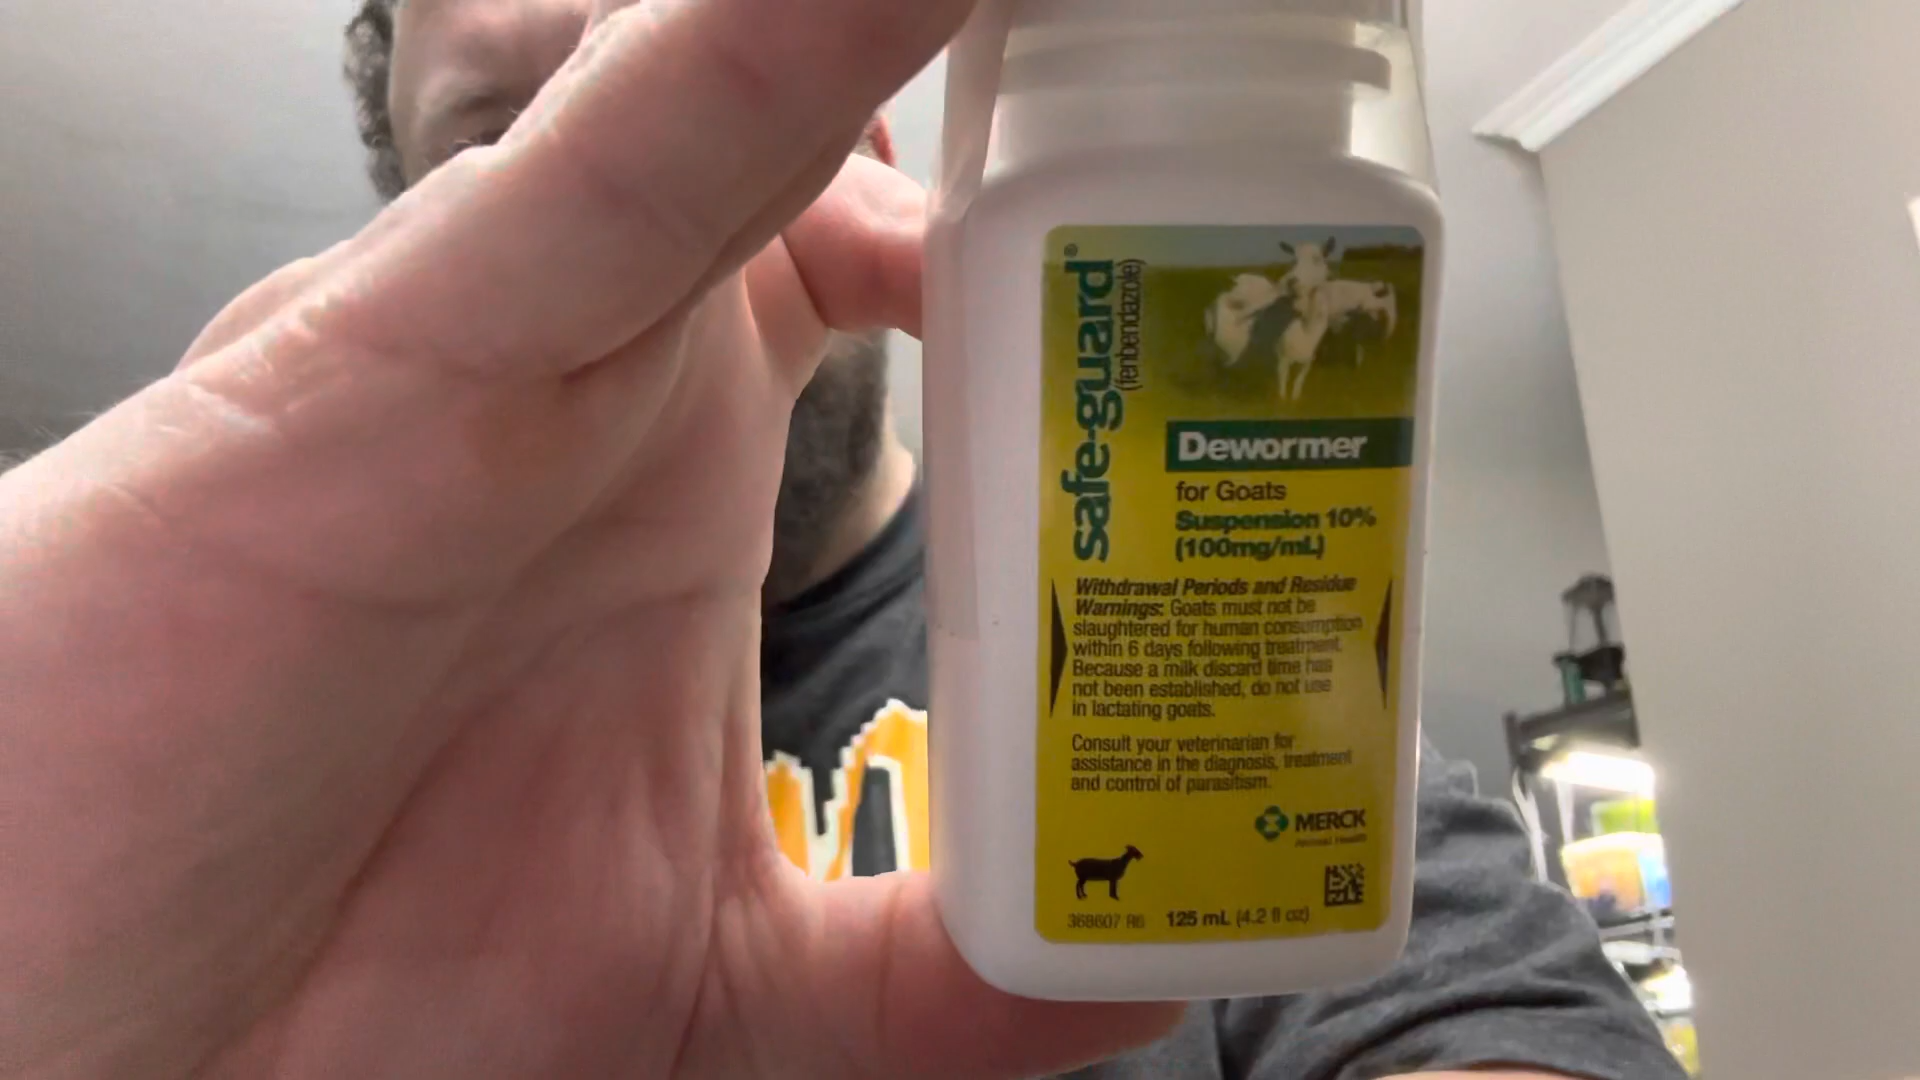 safe-guard®
(fenbendazole)
Dewormer
for Goats
Suspension 10%
(100mg/mL)
Withdrawal Periods and Residue
Warnings: Goats must not be
slaughtered for human consumption
within 6 days following treatment.
Because a milk discard time has
not been established, do not use
in lactating goats.
Consult your veterinarian for
assistance in the diagnosis, treatment
and control of parasitism.
MERCK
Animal Health
368607 R6 125 mL (4.2 fl oz)